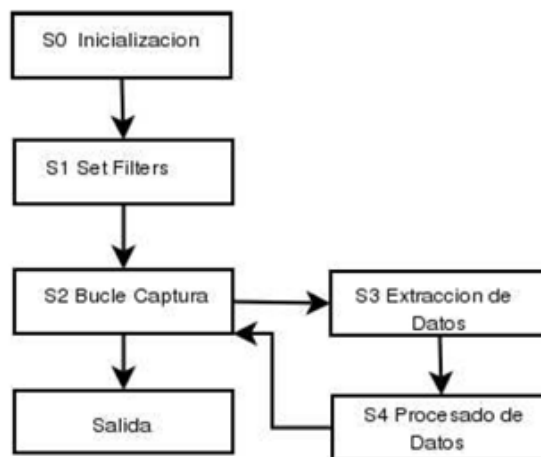 S0 Inicializacion
S1 Set Filters
S2 Bucle Captura
S3 Extraccion de
Datos
Salida
S4 Procesado de
Datos